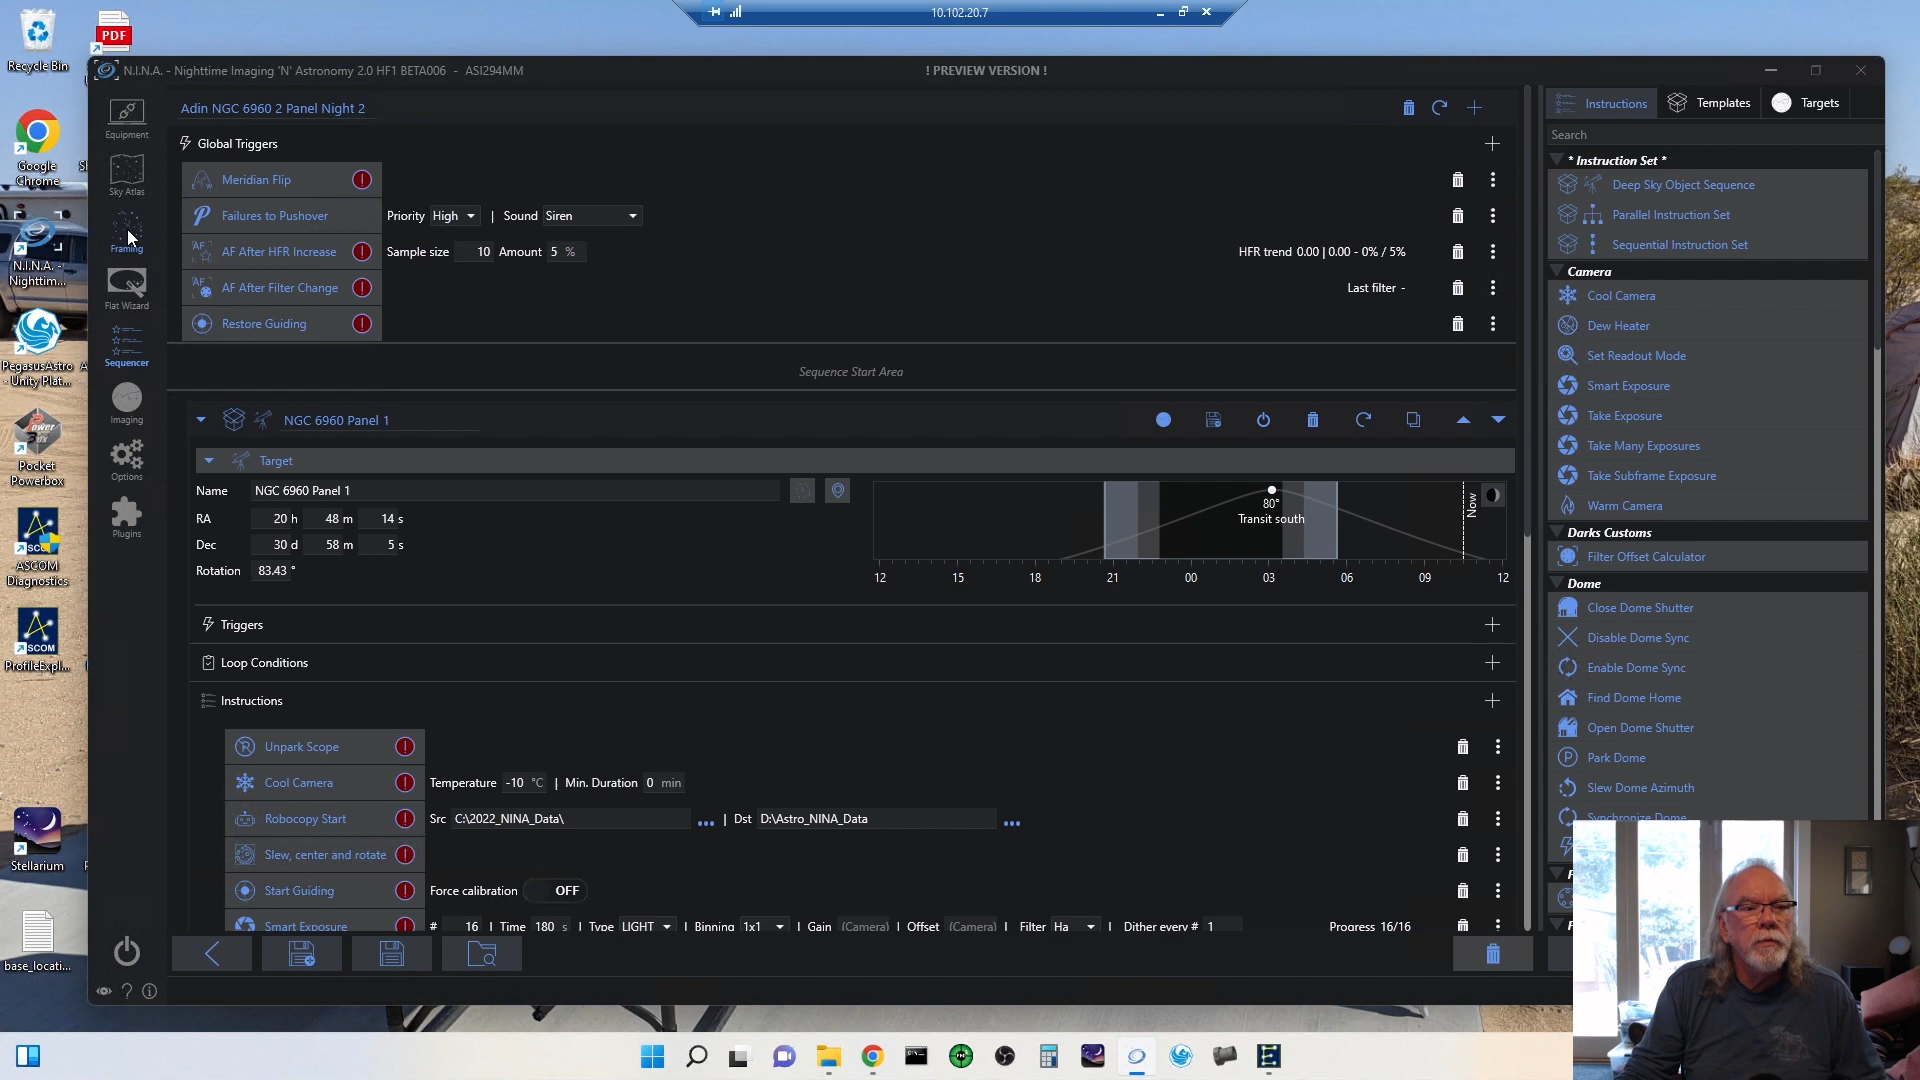 10.102.20.7
PDF
Recycle Bin
N.I.N.A. - Nighttime Imaging 'N' Astronomy 2.0 HF1 BETA006 - ASI294MM
! PREVIEW VERSION !
Equipment
Sky Atlas
Framing
Flat Wizard
Sequencer
Imaging
Options
Plugins
Google Chrome
N.I.N.A. - Nighttim...
PegasusAstro - Unity Plat...
Pocket Powerbox
ASCOM Diagnostics
SCOM
ProfileExpl...
Stellarium
base_locati...
Adin NGC 6960 2 Panel Night 2
Global Triggers
Meridian Flip
Failures to Pushover Priority High | Sound Siren
AF After HFR Increase Sample size 10 Amount 5 % HFR trend 0.00 | 0.00 - 0% / 5%
AF After Filter Change Last filter -
Restore Guiding
Sequence Start Area
NGC 6960 Panel 1
Target
Name NGC 6960 Panel 1
RA 20 h 48 m 14 s
Dec 30 d 58 m 5 s
Rotation 83.43 °
80°
Transit south
Now
12 15 18 21 00 03 06 09 12
Triggers
Loop Conditions
Instructions
Unpark Scope
Cool Camera Temperature -10 °C | Min. Duration 0 min
Robocopy Start Src C:\2022_NINA_Data\ ... | Dst D:\Astro_NINA_Data ...
Slew, center and rotate
Start Guiding Force calibration OFF
Smart Exposure # 16 | Time 180 s | Type LIGHT | Binning 1x1 | Gain (Camera) | Offset (Camera) | Filter Ha | Dither every # 1 Progress 16/16
Instructions Templates Targets
Search
* Instruction Set *
Deep Sky Object Sequence
Parallel Instruction Set
Sequential Instruction Set
Camera
Cool Camera
Dew Heater
Set Readout Mode
Smart Exposure
Take Exposure
Take Many Exposures
Take Subframe Exposure
Warm Camera
Darks Customs
Filter Offset Calculator
Dome
Close Dome Shutter
Disable Dome Sync
Enable Dome Sync
Find Dome Home
Open Dome Shutter
Park Dome
Slew Dome Azimuth
Synchronize Dome